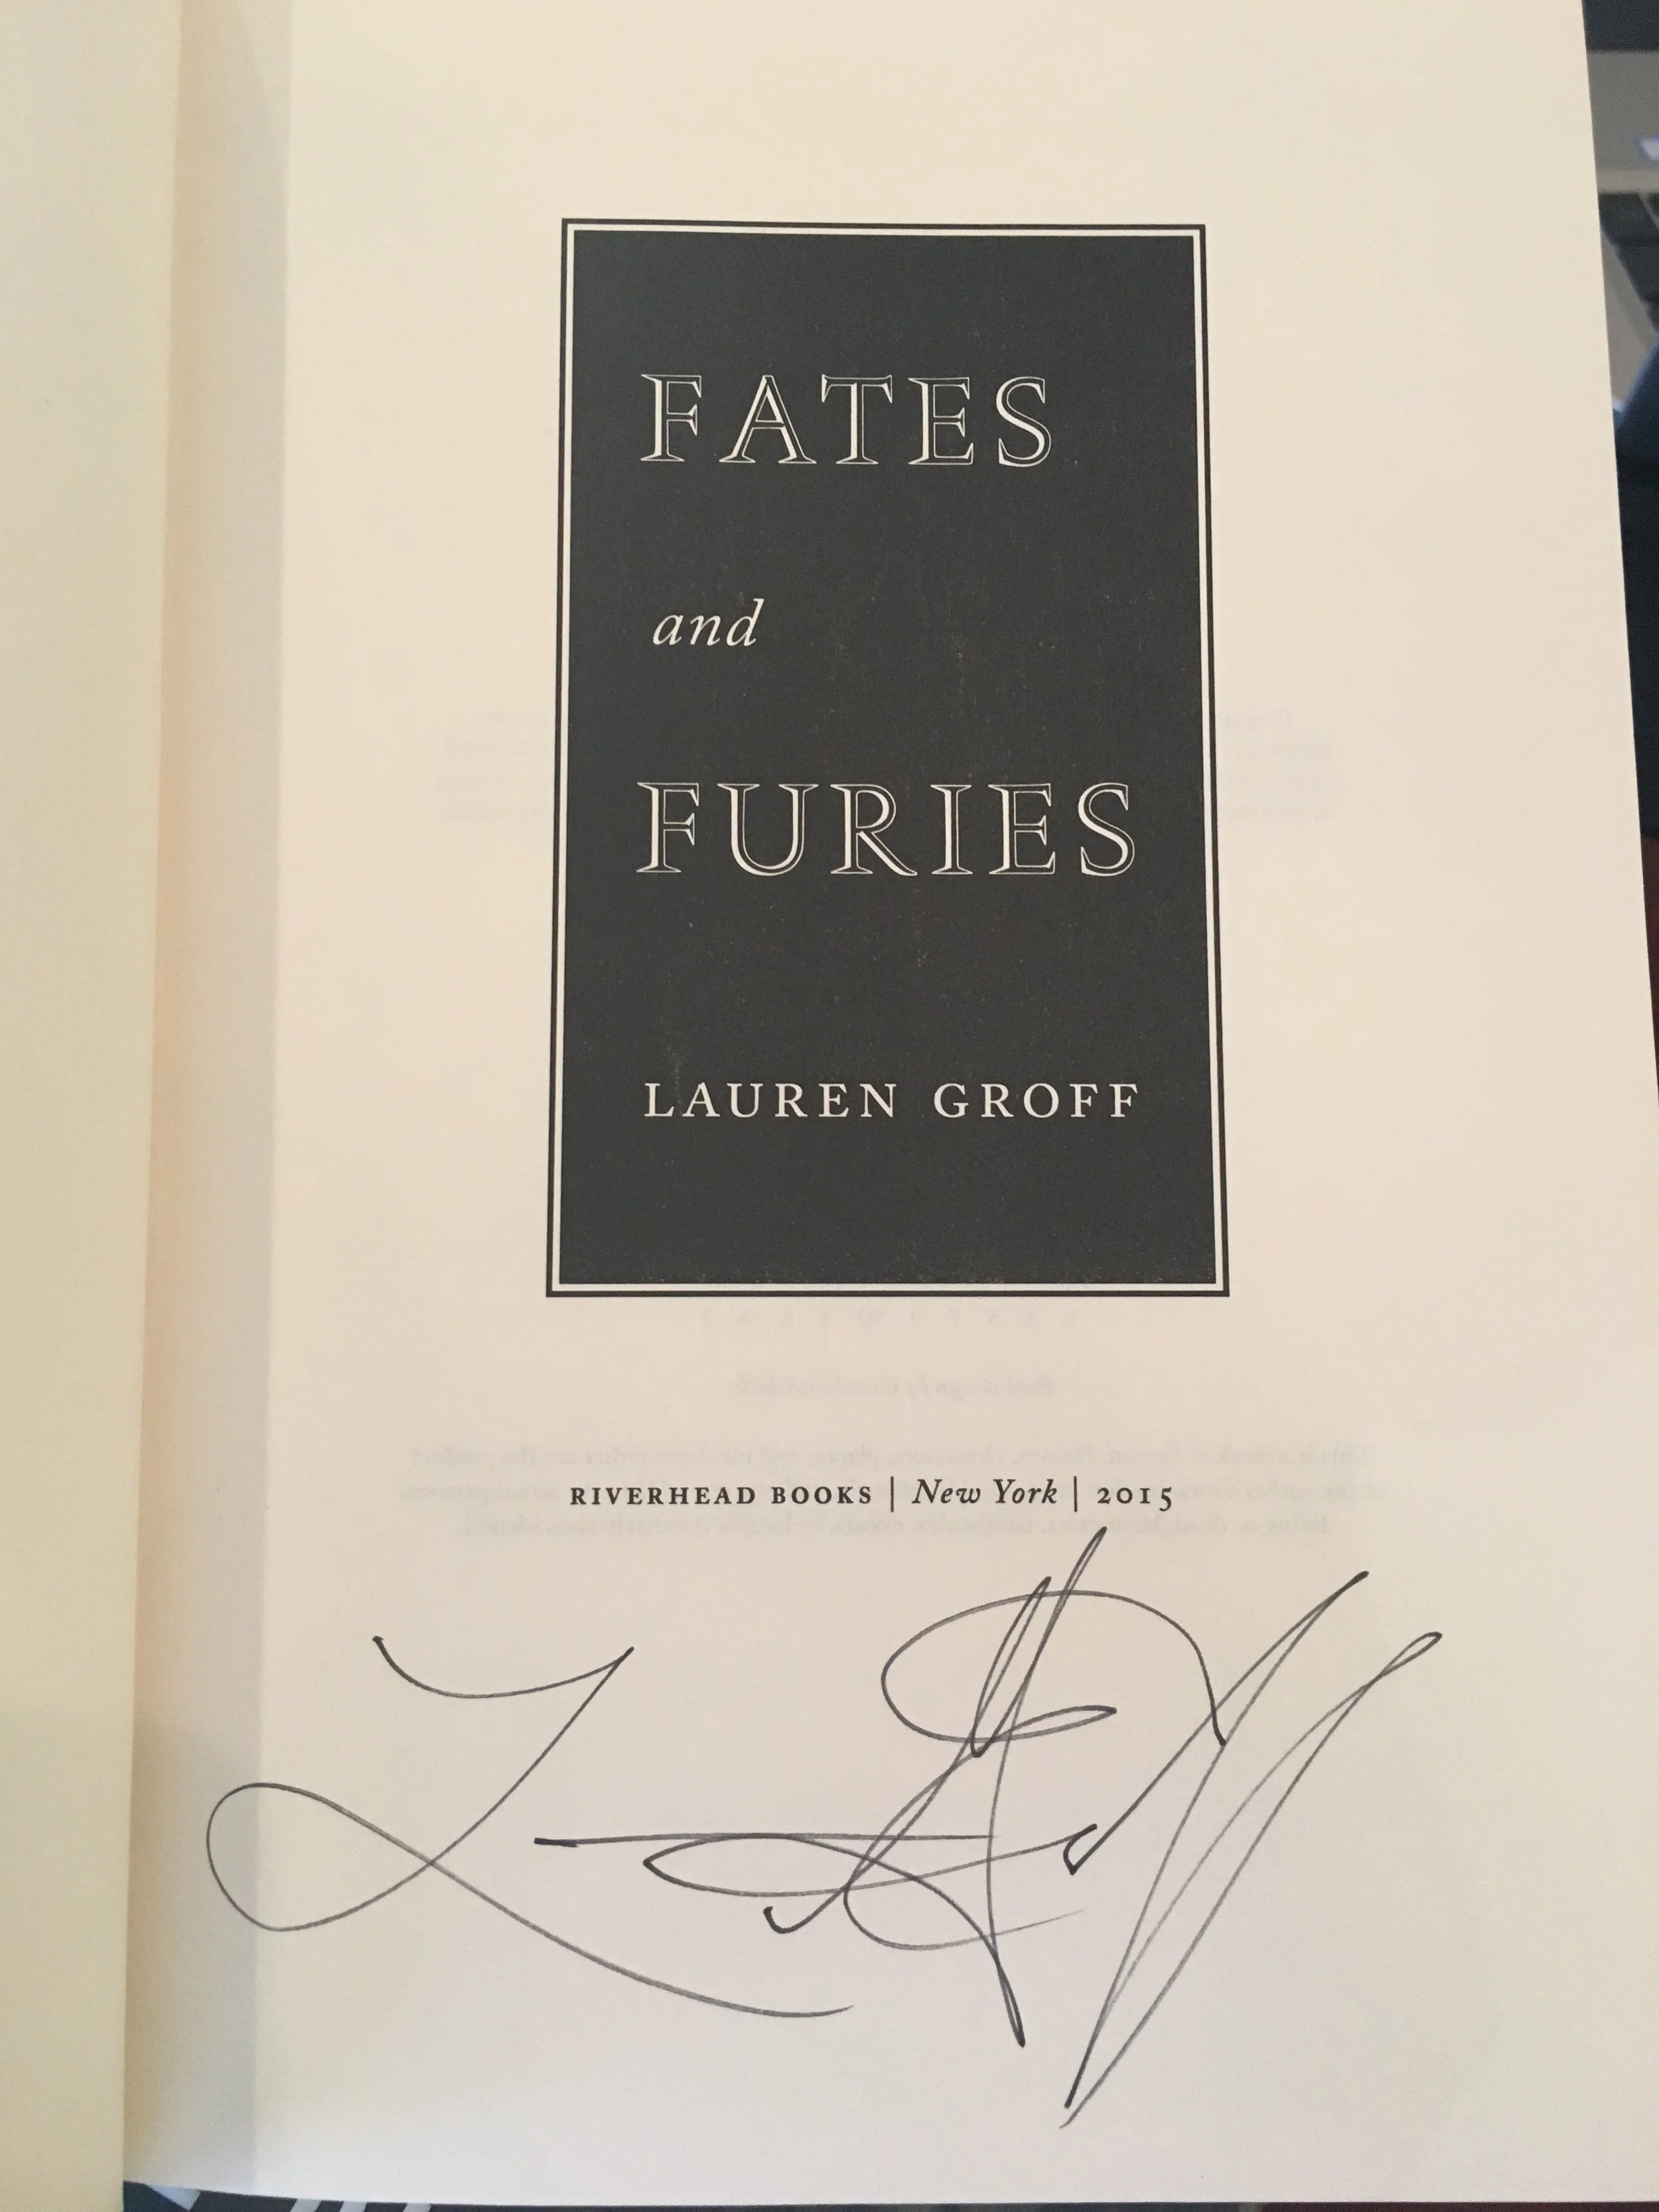 FATES
and
FURIES
LAUREN GROFF
RIVERHEAD BOOKS | New York | 2015